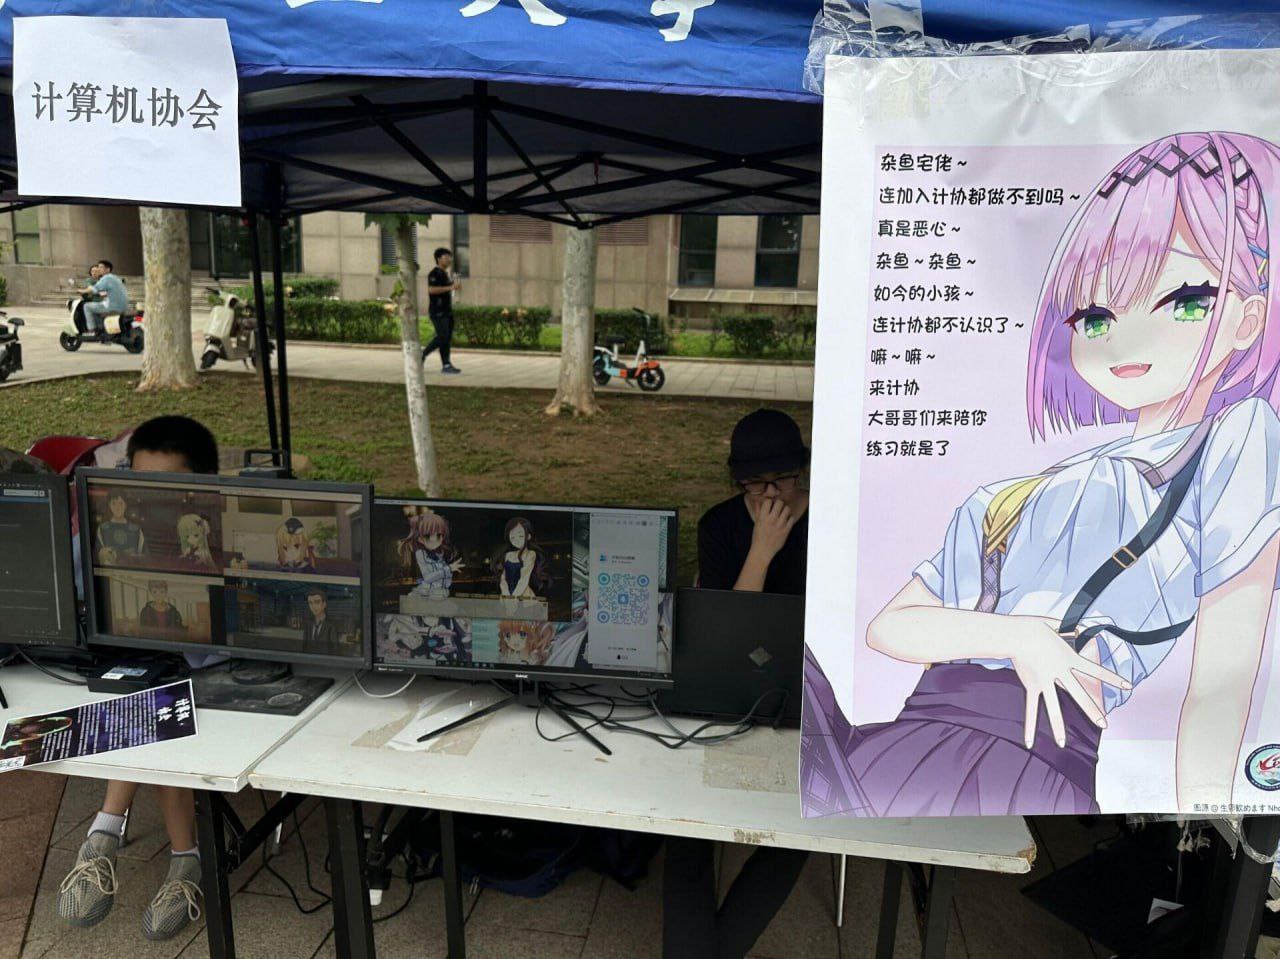 大学
计算机协会
杂鱼宅佬~
连加入计协都做不到吗~
真是恶心~
杂鱼~杂鱼~
如今的小孩~
连计协都不认识了~
嘛~嘛~
来计协
大哥哥们来陪你
练习就是了